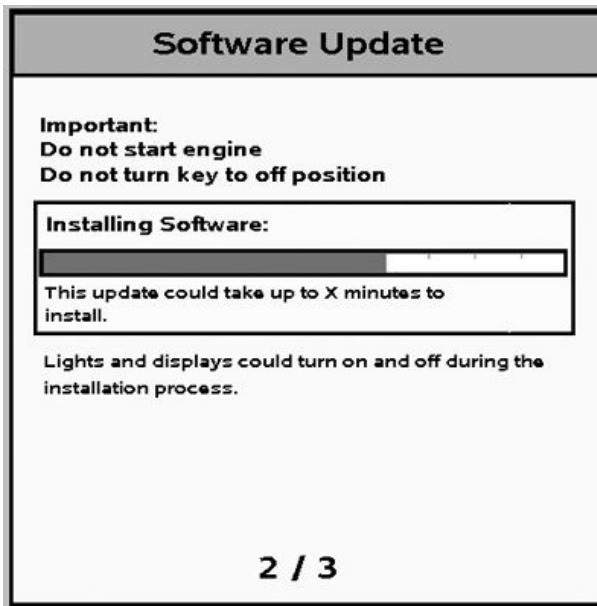 Software Update
Important:
Do not start engine
Do not turn key to off position
Installing Software:
This update could take up to X minutes to
install.
Lights and displays could turn on and off during the
installation process.
2 / 3